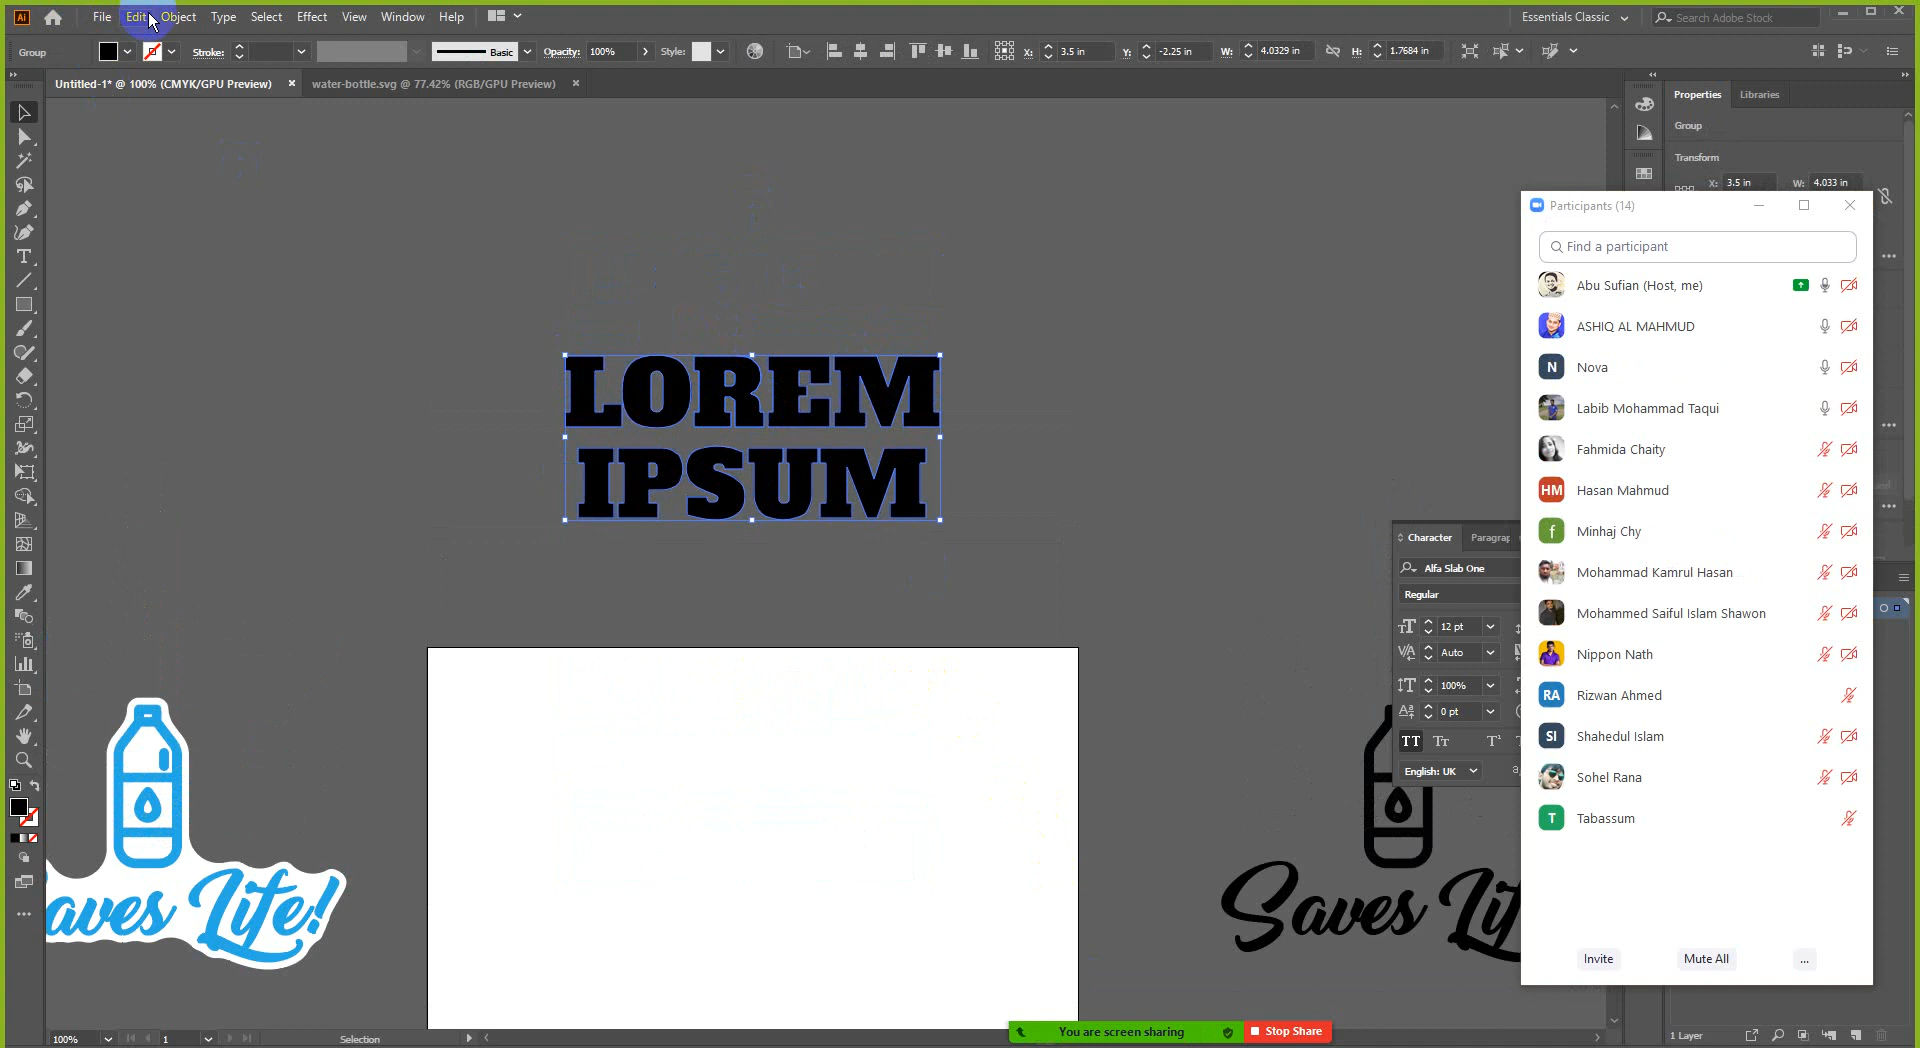 File Edit Object Type Select Effect View Window Help
Essentials Classic
Search Adobe Stock
Group
Stroke:
Basic
Opacity: 100%
Style:
X: 3.5 in
Y: -2.25 in
W: 4.0329 in
H: 1.7684 in
Untitled-1* @ 100% (CMYK/GPU Preview)
water-bottle.svg @ 77.42% (RGB/GPU Preview)
Properties
Libraries
Group
Transform
X: 3.5 in
W: 4.033 in
Participants (14)
Find a participant
Abu Sufian (Host, me)
ASHIQ AL MAHMUD
N Nova
Labib Mohammad Taqui
Fahmida Chaity
HM Hasan Mahmud
f Minhaj Chy
Mohammad Kamrul Hasan
Mohammed Saiful Islam Shawon
Nippon Nath
RA Rizwan Ahmed
SI Shahedul Islam
Sohel Rana
T Tabassum
Invite
Mute All
...
LOREM
IPSUM
Character
Paragrap
Alfa Slab One
Regular
12 pt
Auto
100%
0 pt
English: UK
aves Life!
Saves Lif
100%
1
Selection
You are screen sharing
Stop Share
1 Layer